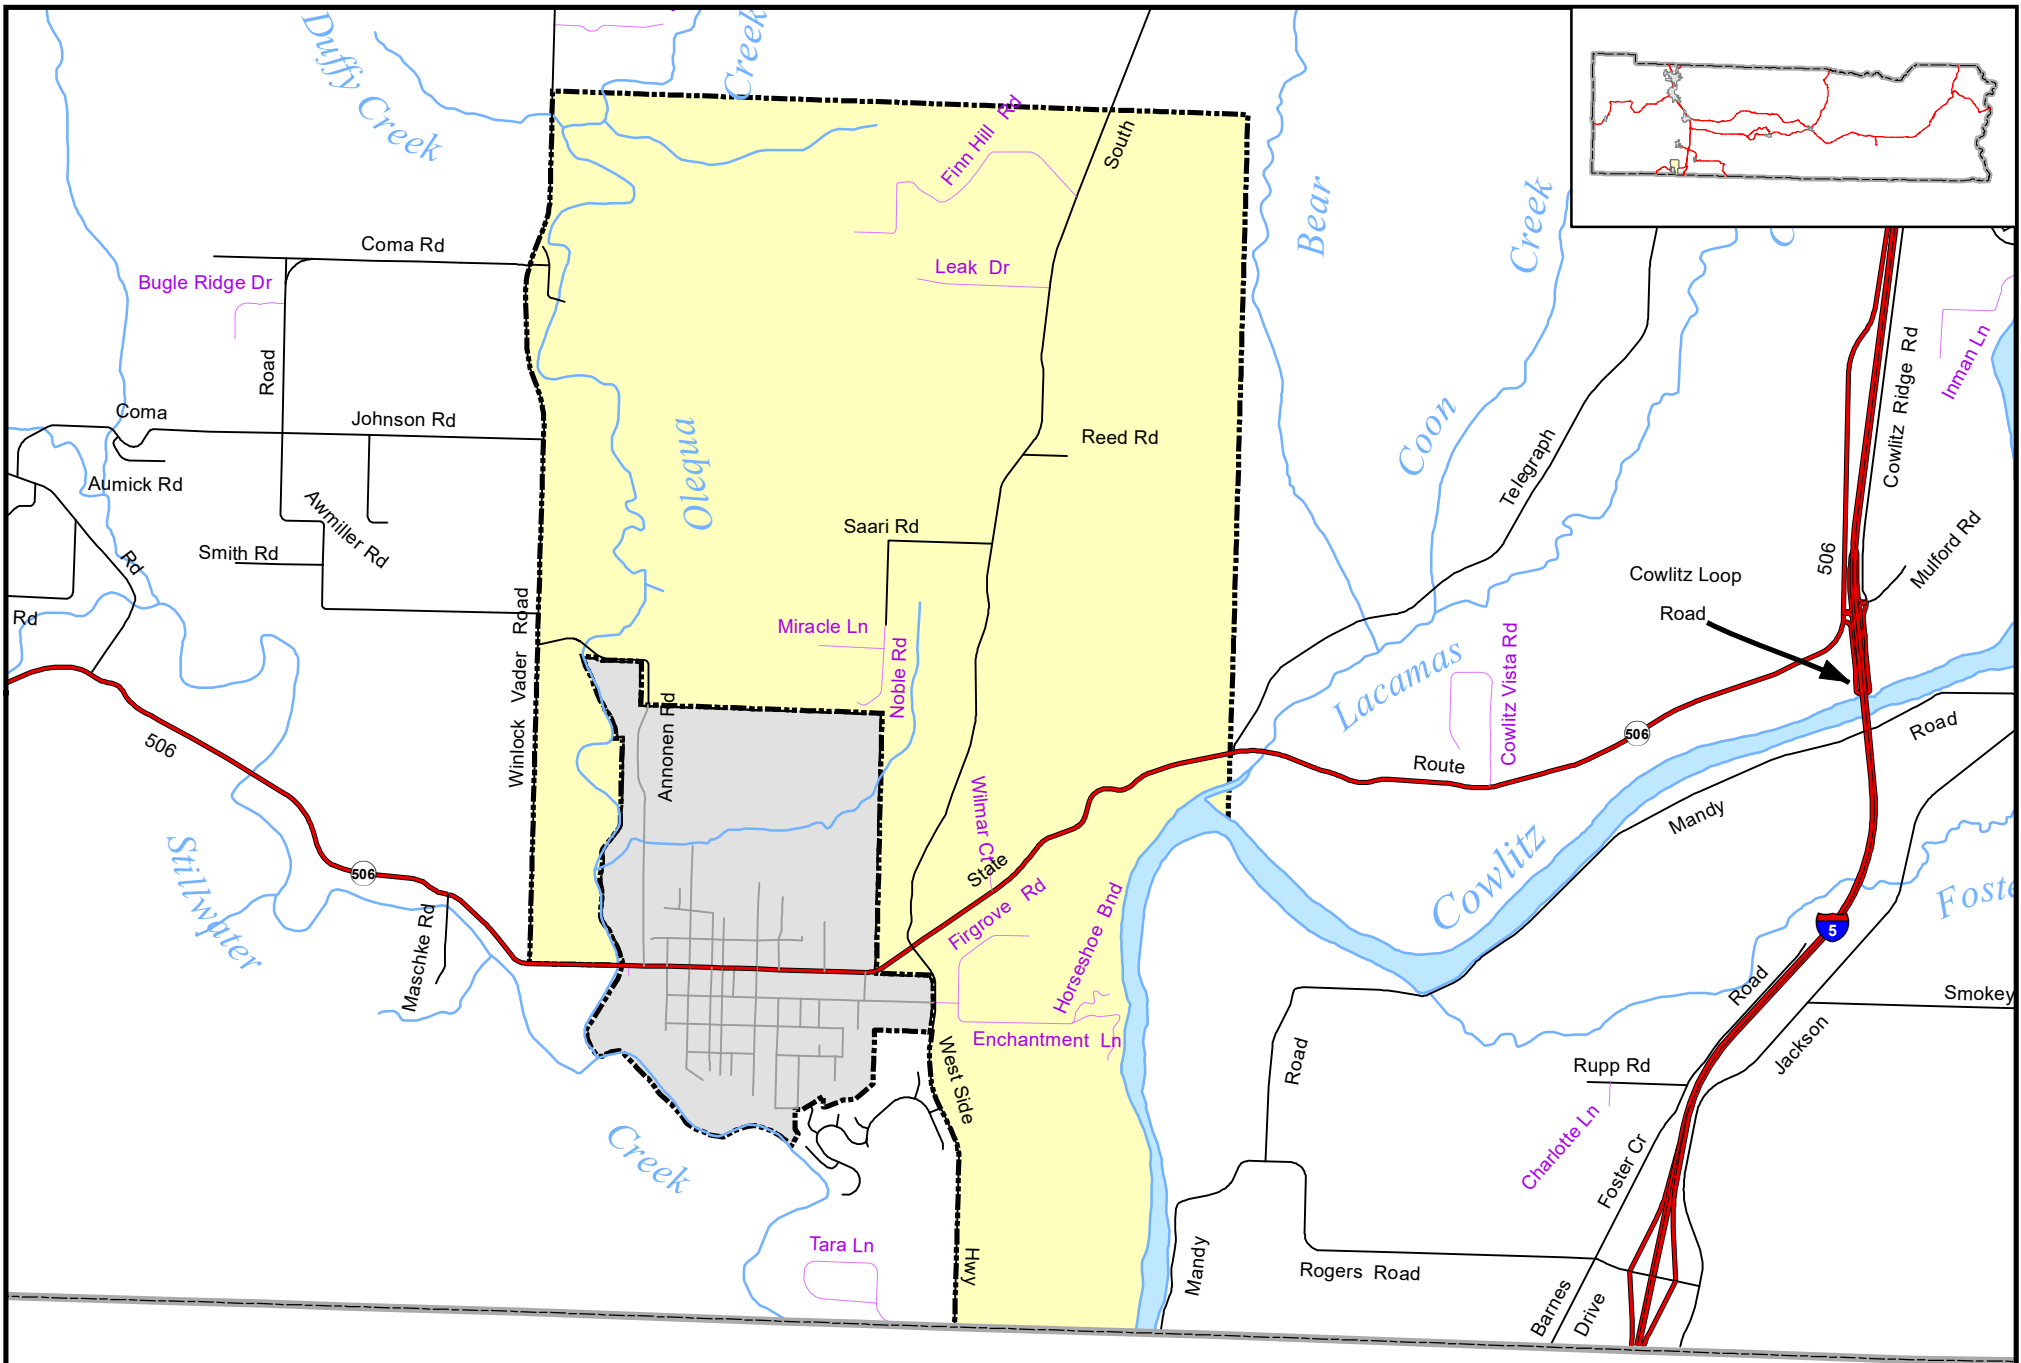 Duffy
Creek
Creek
Finn Hill Rd
South
Bear
Creek
C
Coma Rd
Bugle Ridge Dr
Leak Dr
Road
Inman Ln
Cowlitz Ridge Rd
Coma
Johnson Rd
Olequa
Reed Rd
Coon
Telegraph
Aumick Rd
Awmiller Rd
Saari Rd
Smith Rd
Rd
506
Mulford Rd
Cowlitz Loop
Road
Rd
Winlock Vader Road
Miracle Ln
Noble Rd
Cowlitz Vista Rd
Lacamas
Annonen Rd
506
506
Route
Road
Wilmar Ct
Mandy
Stillwater
506
State
Firgrove Rd
Horseshoe Bnd
Cowlitz
Foste
5
Maschke Rd
Road
Smokey
Enchantment Ln
West Side
Road
Jackson
Rupp Rd
Charlotte Ln
Foster Cr
Creek
Tara Ln
Hwy
Mandy
Rogers Road
Barnes
Drive